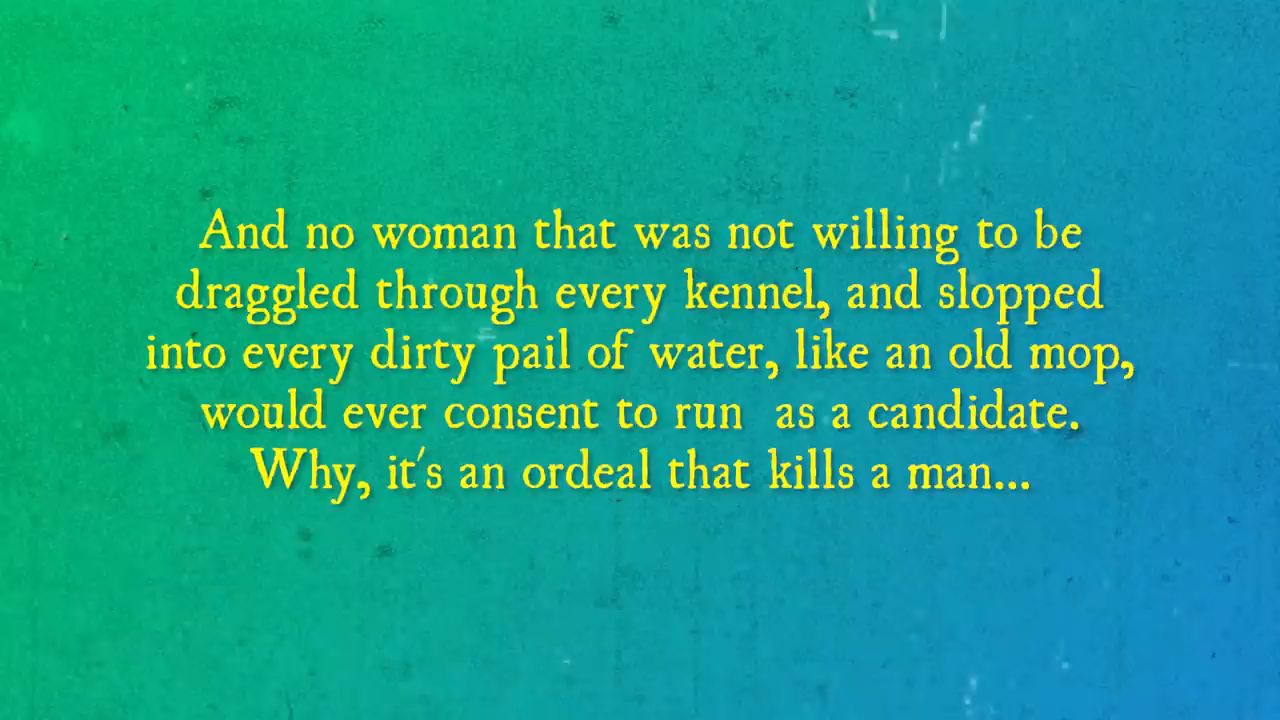 And no woman that was not willing to be
draggled through every kennel, and slopped
into every dirty pail of water, like an old mop,
would ever consent to run  as a candidate.
Why, it's an ordeal that kills a man...